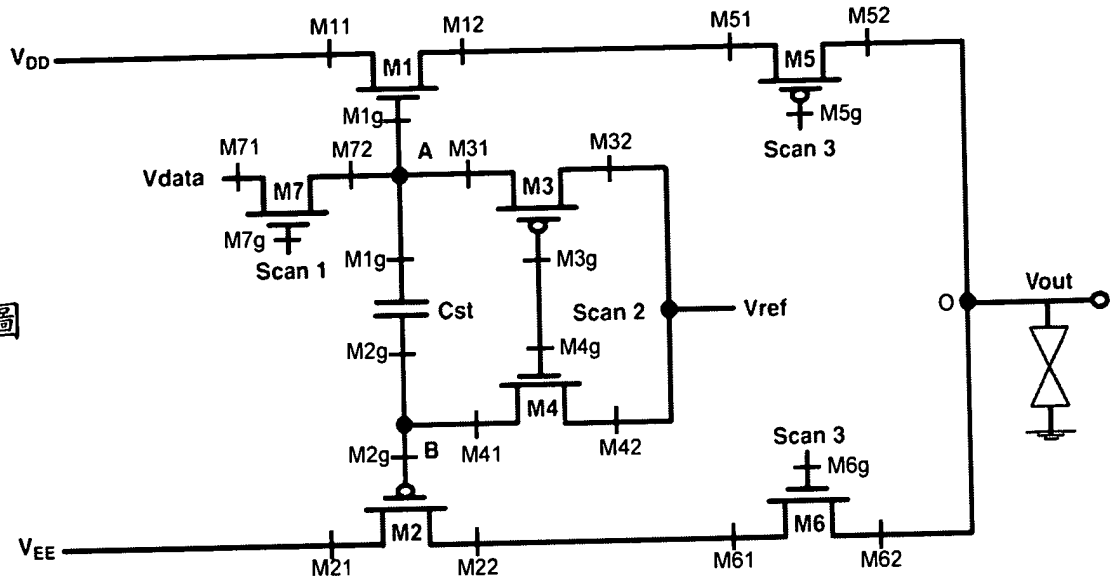 M11
M12
M51
M52
VDD
M1
M5
M1g
M5g
Scan 3
M71
M72
A
M31
M32
Vdata
M7
M3
M7g
Scan 1
M1g
M3g
Cst
Scan 2
Vref
O
Vout
圖
M2g
M4g
M4
M2g
B
M41
M42
Scan 3
M6g
M2
M6
VEE
M21
M22
M61
M62